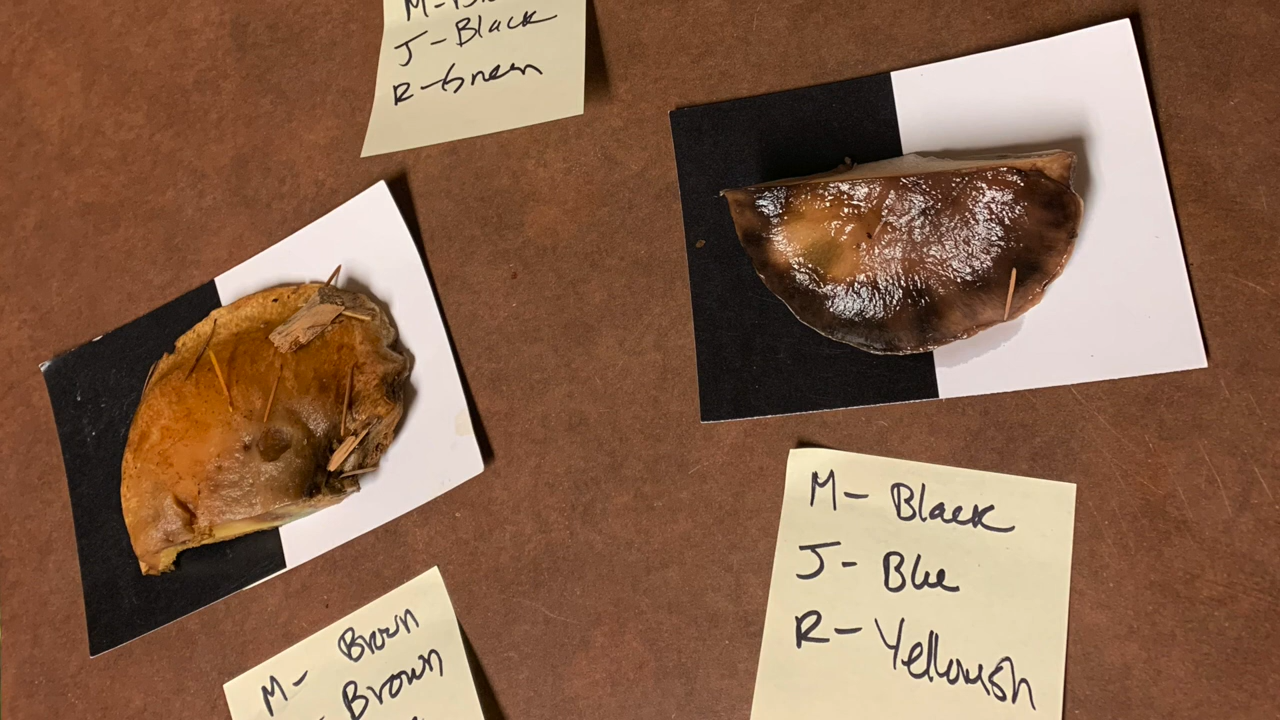 M-
J-Black
R-Green
M- Black
J- Blue
R- Yellowish
M- Brown
Brown